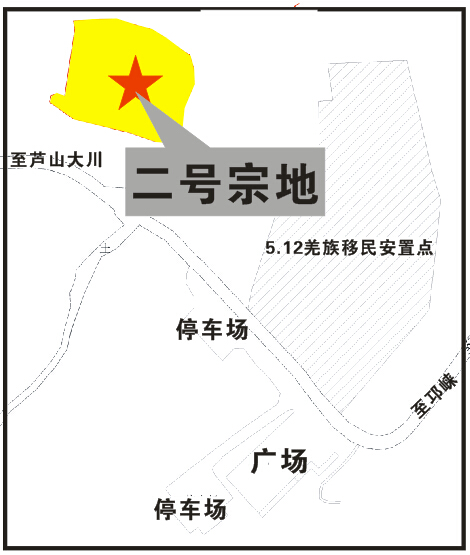 至芦山大川
二号宗地
5.12羌族移民安置点
停车场
至邛崃
广场
停车场
土